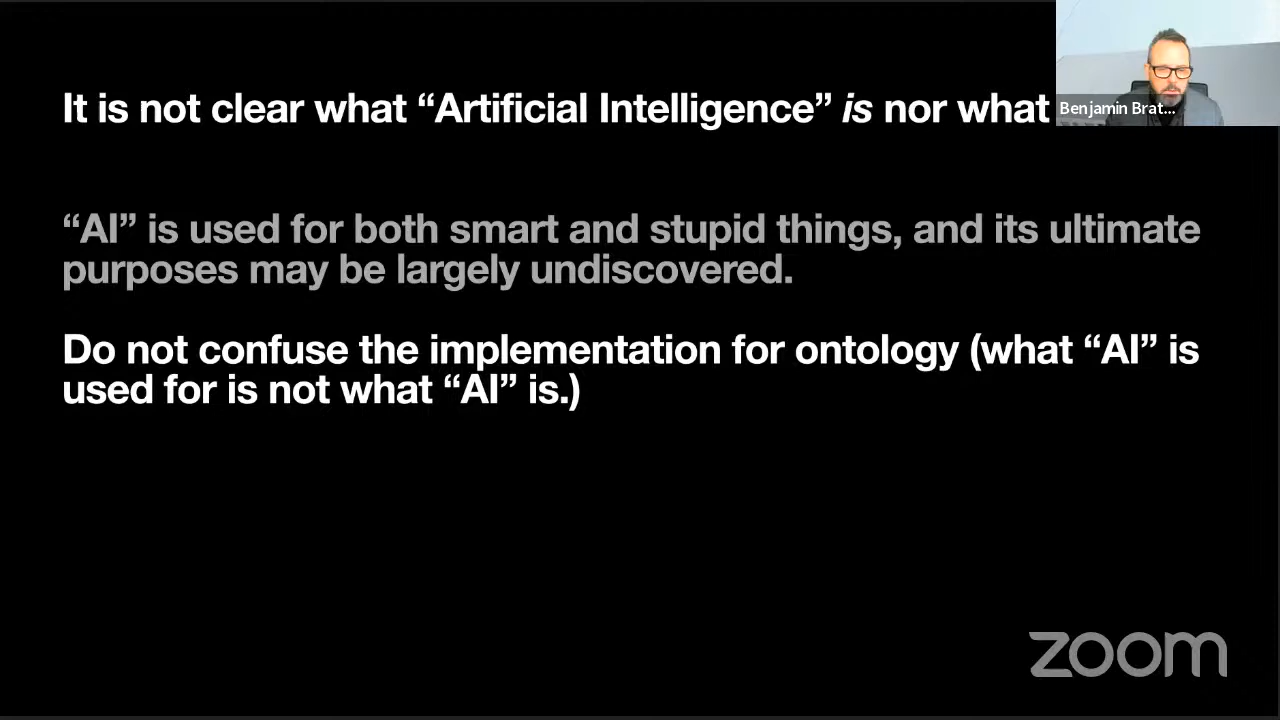 It is not clear what “Artificial Intelligence” is nor what
Benjamin Brat...
“AI” is used for both smart and stupid things, and its ultimate
purposes may be largely undiscovered.
Do not confuse the implementation for ontology (what “AI” is
used for is not what “AI” is.)
zoom